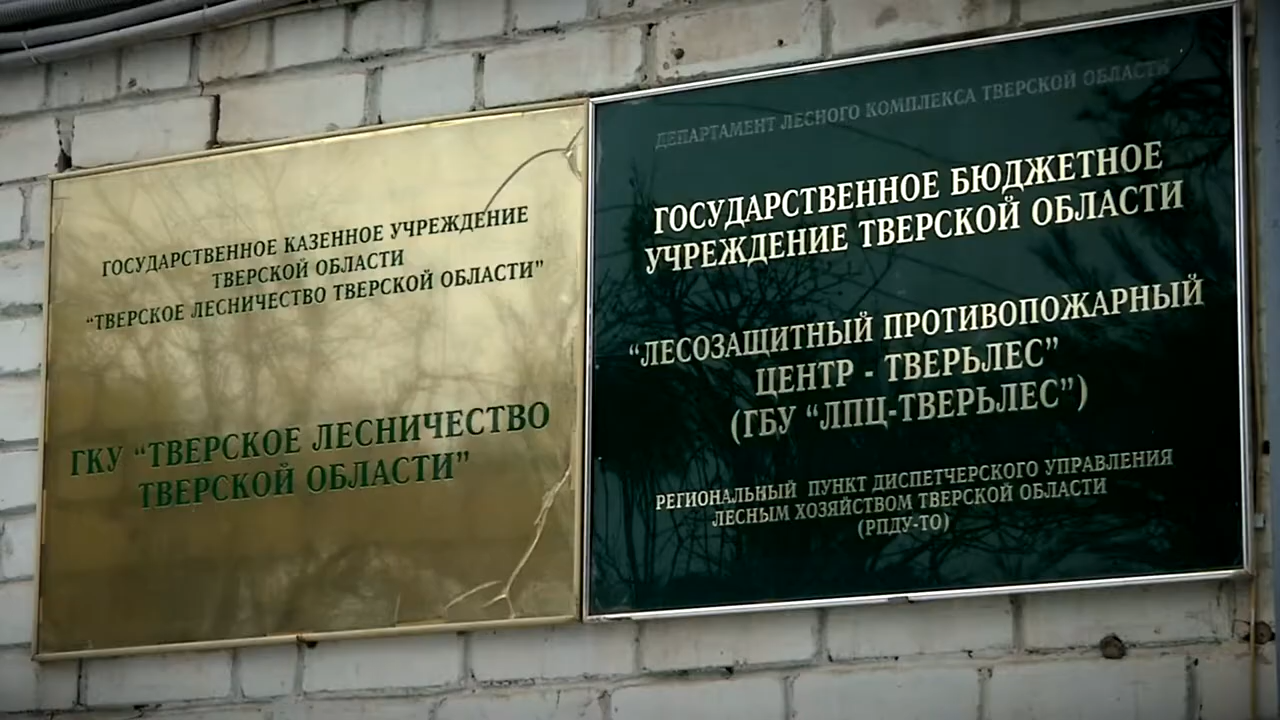 ГОСУДАРСТВЕННОЕ КАЗЕННОЕ УЧРЕЖДЕНИЕ
ТВЕРСКОЙ ОБЛАСТИ
“ТВЕРСКОЕ ЛЕСНИЧЕСТВО ТВЕРСКОЙ ОБЛАСТИ”
ГКУ “ТВЕРСКОЕ ЛЕСНИЧЕСТВО
ТВЕРСКОЙ ОБЛАСТИ”
ДЕПАРТАМЕНТ ЛЕСНОГО КОМПЛЕКСА ТВЕРСКОЙ ОБЛАСТИ
ГОСУДАРСТВЕННОЕ БЮДЖЕТНОЕ
УЧРЕЖДЕНИЕ ТВЕРСКОЙ ОБЛАСТИ
“ЛЕСОЗАЩИТНЫЙ ПРОТИВОПОЖАРНЫЙ
ЦЕНТР - ТВЕРЬЛЕС”
(ГБУ “ЛПЦ-ТВЕРЬЛЕС”)
РЕГИОНАЛЬНЫЙ ПУНКТ ДИСПЕТЧЕРСКОГО УПРАВЛЕНИЯ
ЛЕСНЫМ ХОЗЯЙСТВОМ ТВЕРСКОЙ ОБЛАСТИ
(РПДУ-ТО)